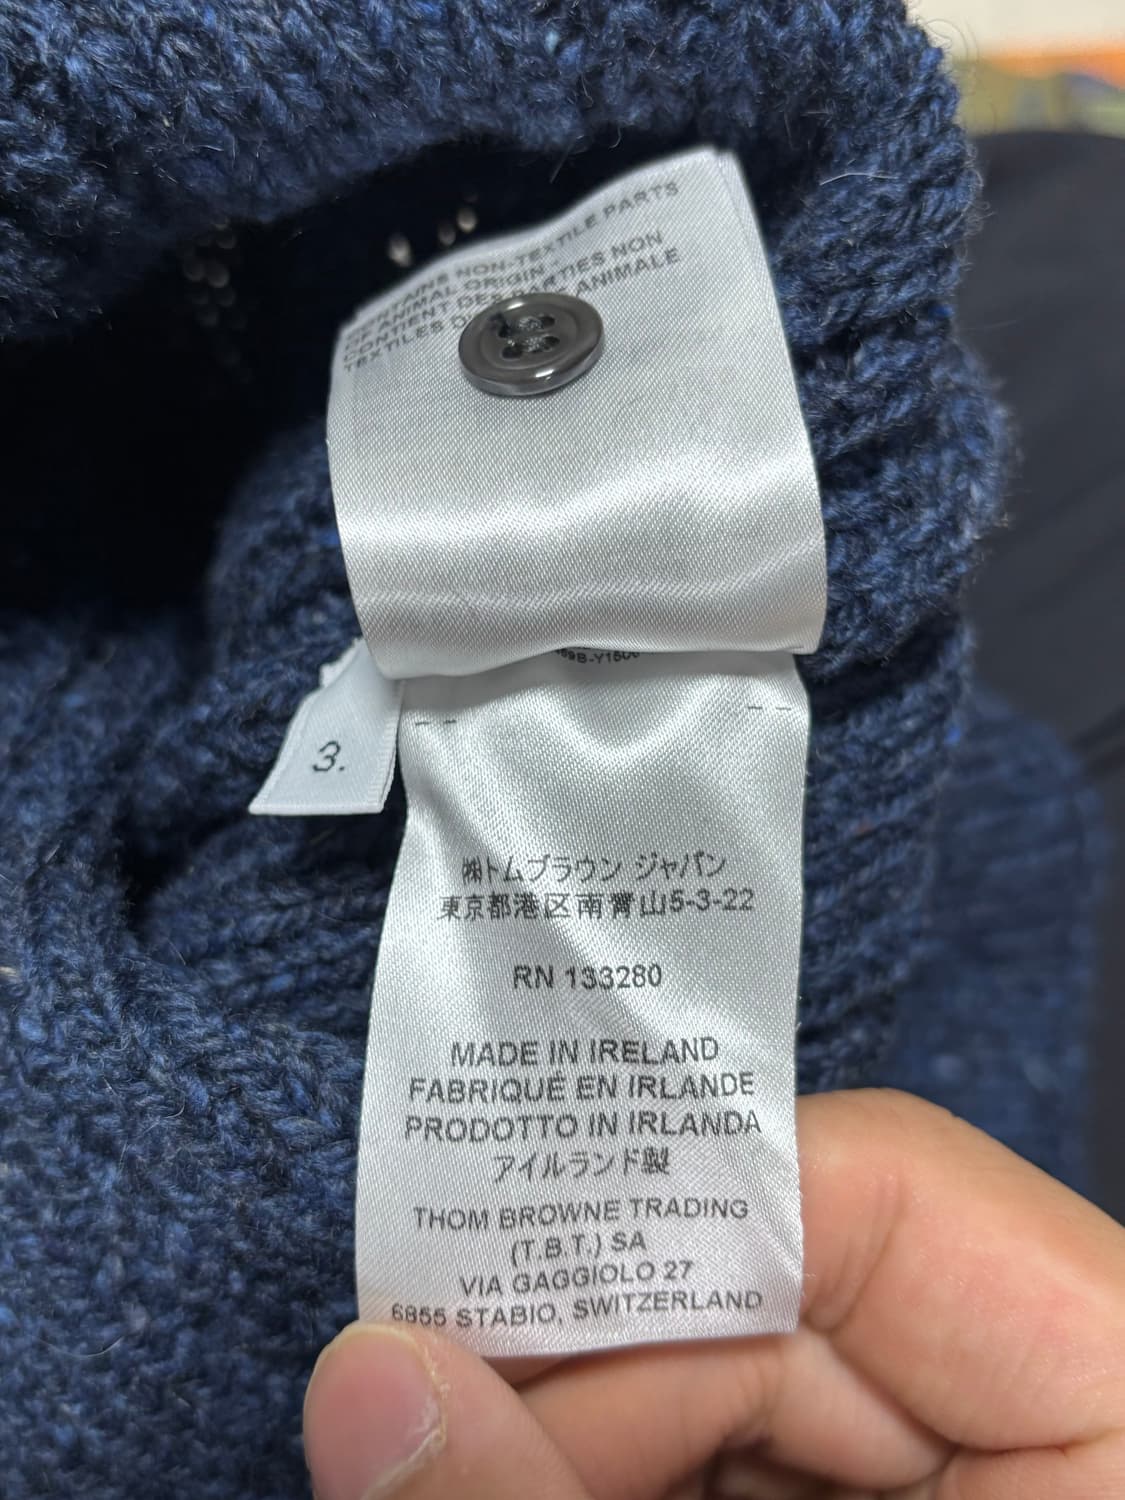 CONTAINS NON-TEXTILE PARTS
OF ANIMAL ORIGIN -
CONTIENT DES PARTIES NON
TEXTILES ANIMALE
3.
㈱トムブラウン ジャパン
東京都港区南青山5-3-22
RN 133280
MADE IN IRELAND
FABRIQUÉ EN IRLANDE
PRODOTTO IN IRLANDA
アイルランド製
THOM BROWNE TRADING
(T.B.T.) SA
VIA GAGGIOLO 27
6855 STABIO, SWITZERLAND